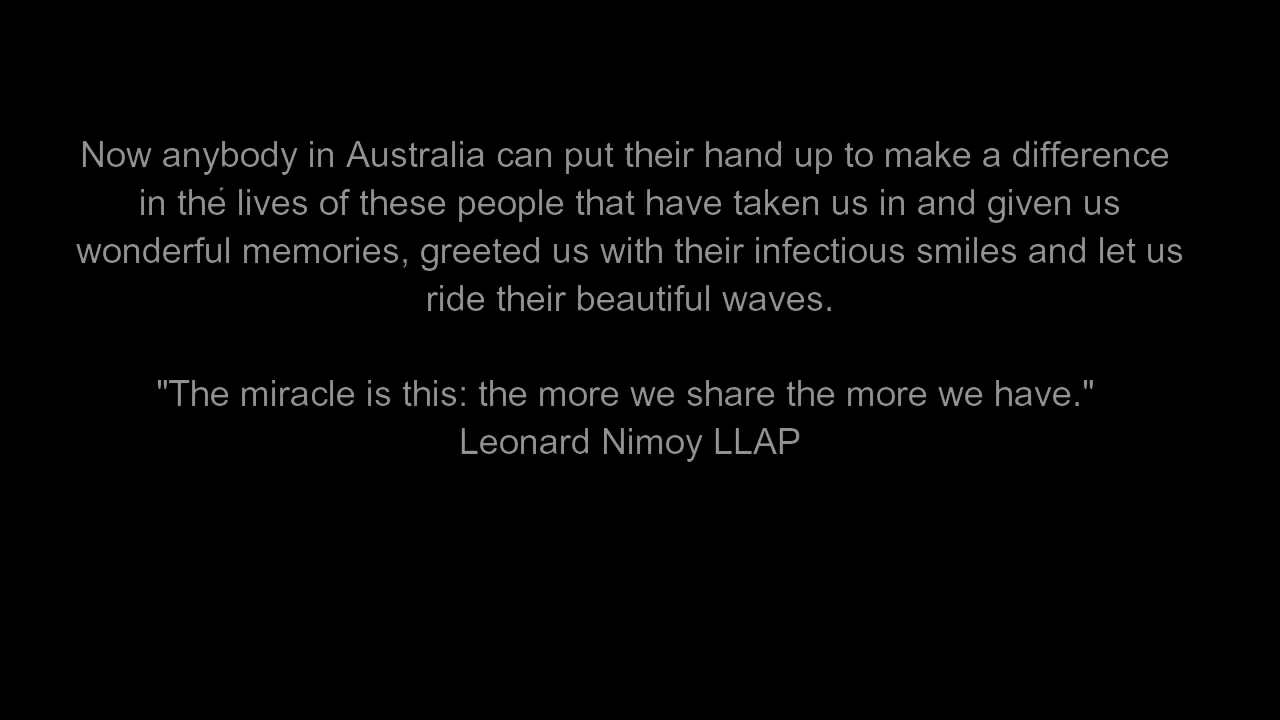 Now anybody in Australia can put their hand up to make a difference
in thé lives of these people that have taken us in and given us
wonderful memories, greeted us with their infectious smiles and let us
ride their beautiful waves.
"The miracle is this: the more we share the more we have."
Leonard Nimoy LLAP